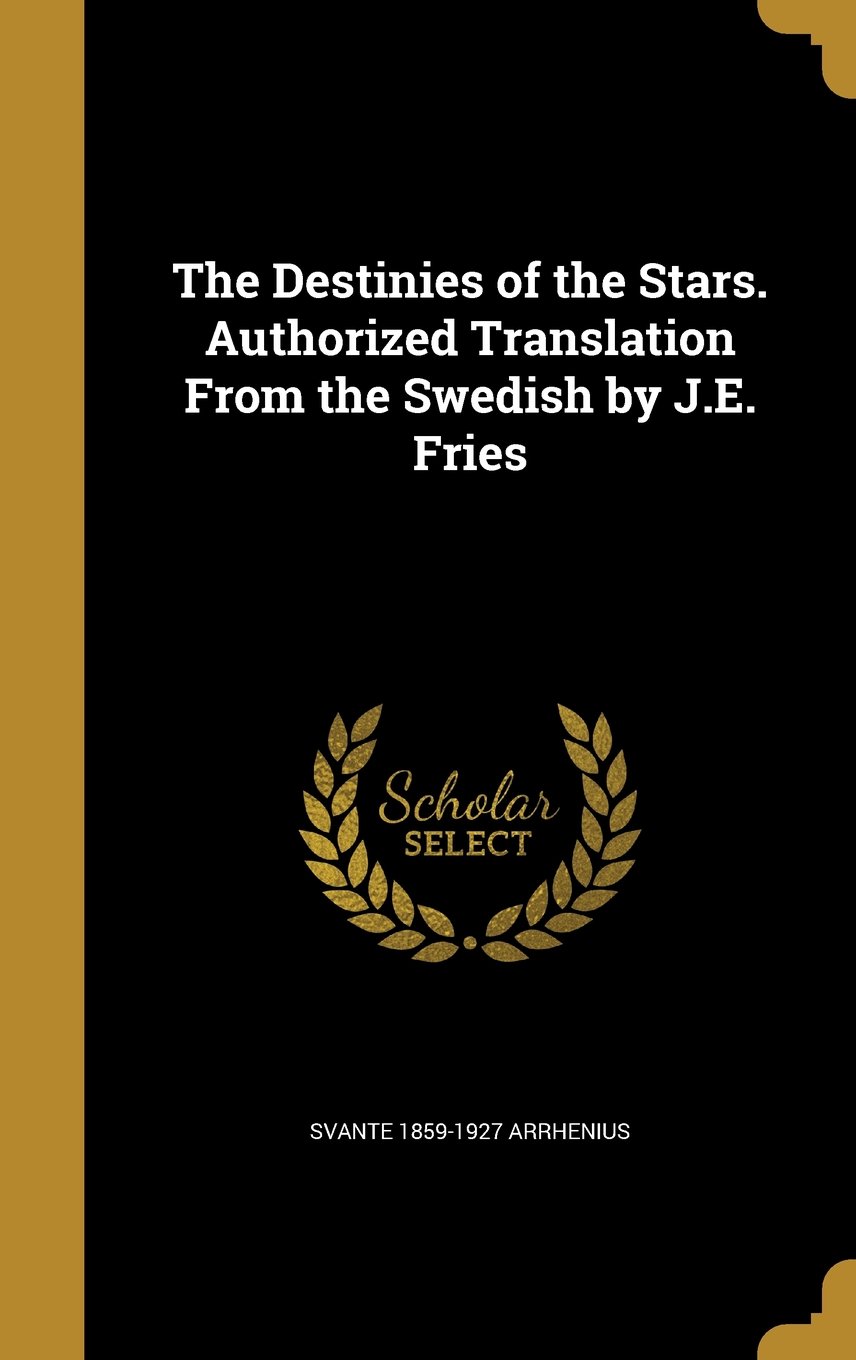 The Destinies of the Stars.
Authorized Translation
From the Swedish by J.E.
Fries
Scholar
SELECT
SVANTE 1859-1927 ARRHENIUS